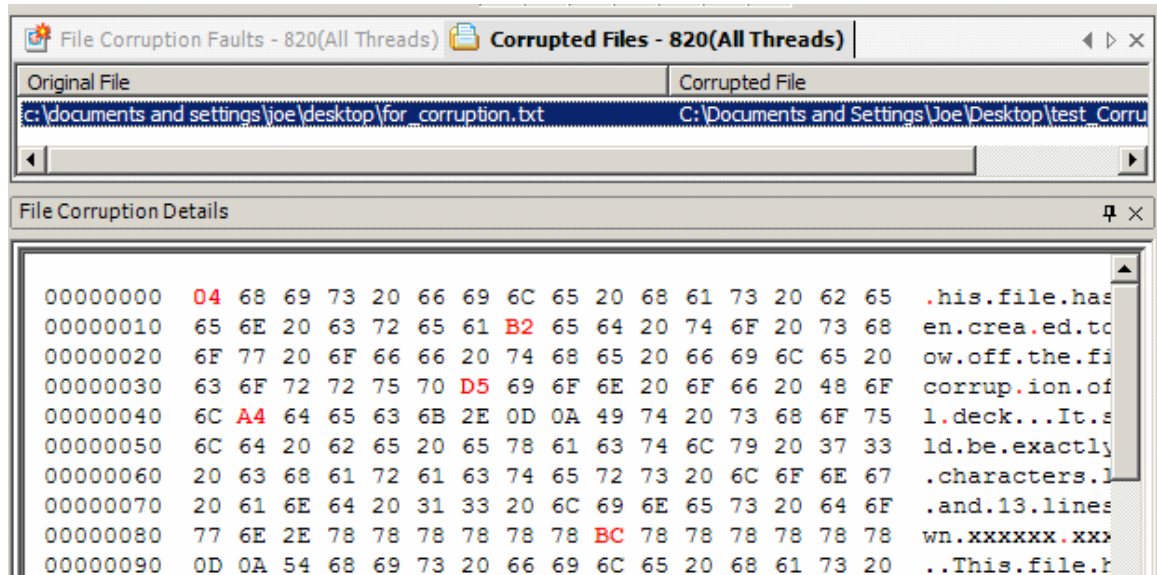 File Corruption Faults - 820(All Threads) Corrupted Files - 820(All Threads)
Original File Corrupted File
c:\documents and settings\joe\desktop\for_corruption.txt C:\Documents and Settings\Joe\Desktop\test_Corru
File Corruption Details
00000000 04 68 69 73 20 66 69 6C 65 20 68 61 73 20 62 65 .his.file.has
00000010 65 6E 20 63 72 65 61 B2 65 64 20 74 6F 20 73 68 en.crea.ed.to
00000020 6F 77 20 6F 66 66 20 74 68 65 20 66 69 6C 65 20 ow.off.the.fi
00000030 63 6F 72 72 75 70 D5 69 6F 6E 20 6F 66 20 48 6F corrup.ion.of
00000040 6C A4 64 65 63 6B 2E 0D 0A 49 74 20 73 68 6F 75 l.deck...It.s
00000050 6C 64 20 62 65 20 65 78 61 63 74 6C 79 20 37 33 ld.be.exactly
00000060 20 63 68 61 72 61 63 74 65 72 73 20 6C 6F 6E 67 .characters.l
00000070 20 61 6E 64 20 31 33 20 6C 69 6E 65 73 20 64 6F .and.13.lines
00000080 77 6E 2E 78 78 78 78 78 78 BC 78 78 78 78 78 78 wn.xxxxxx.xxx
00000090 0D 0A 54 68 69 73 20 66 69 6C 65 20 68 61 73 20 ..This.file.h